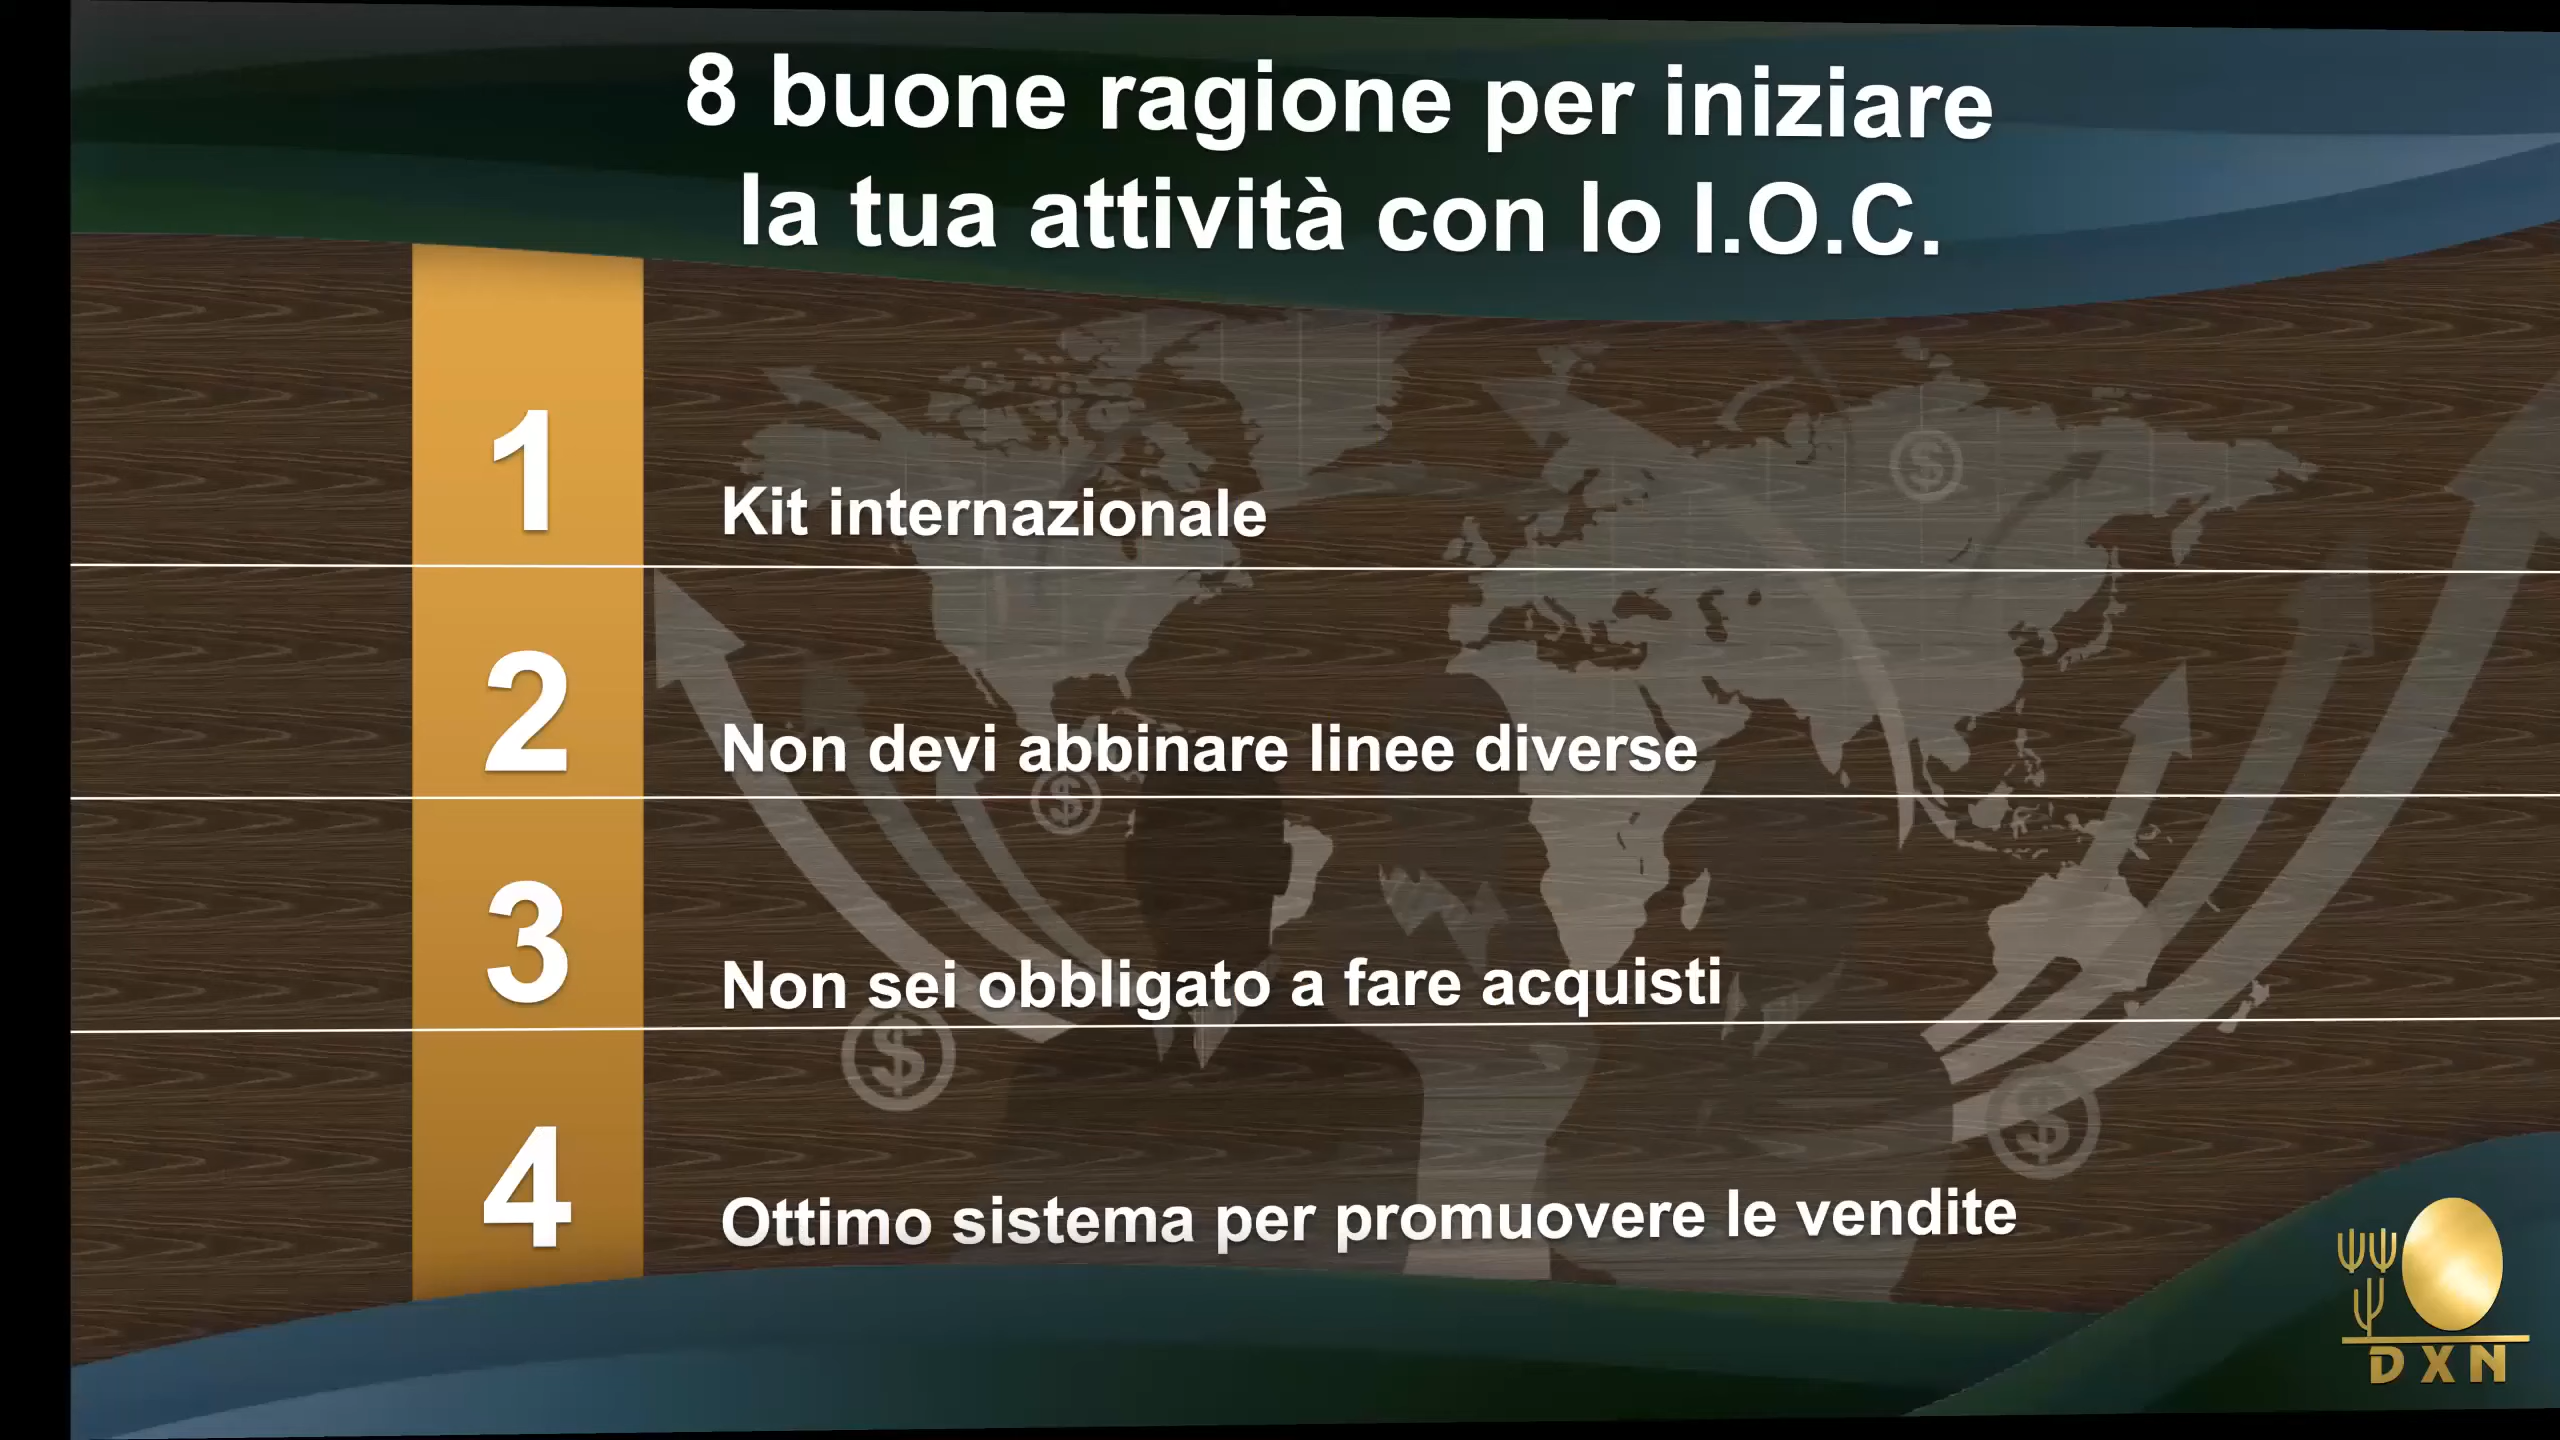 8 buone ragione per iniziare
la tua attività con lo I.O.C.
1
Kit internazionale
2
Non devi abbinare linee diverse
3
Non sei obbligato a fare acquisti
4
Ottimo sistema per promuovere le vendite
DXN